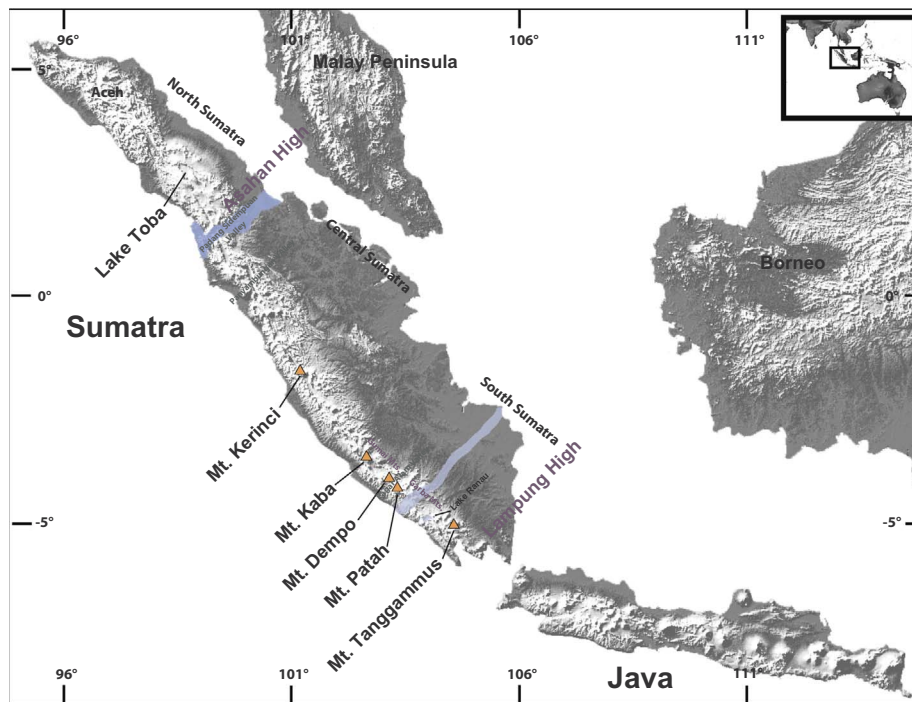 96°
101°
106°
111°
5°
Malay Peninsula
Aceh
North Sumatra
Asahan High
Lake Toba
Central Sumatra
Borneo
0°
0°
Sumatra
Mt. Kerinci
South Sumatra
Mt. Kaba
Lake Ranau
Lampung High
Mt. Dempo
-5°
-5°
Mt. Patah
Mt. Tanggammus
Java
96°
101°
106°
111°